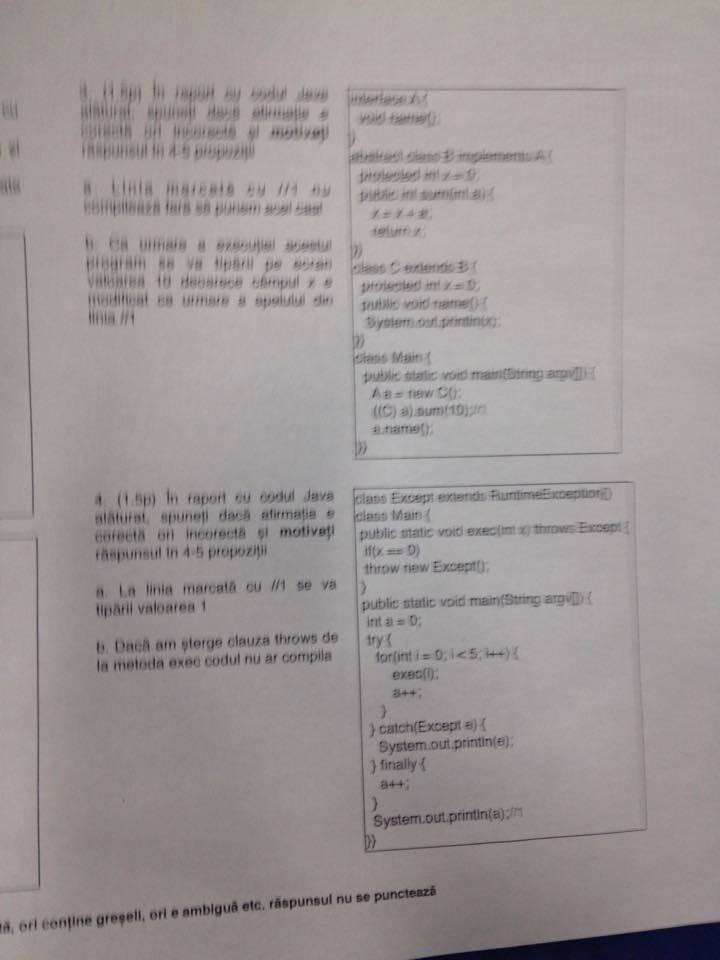 3. (1.5p) În raport cu codul Java
alăturat, spuneți dacă afirmația e
corectă ori incorectă și motivați
răspunsul în 4-5 propoziții
a. Linia marcată cu //1 nu
compilează fără să punem acel cast
b. Ca urmare a execuției acestui
program se va tipării pe ecran
valoarea 10 deoarece câmpul x e
modificat ca urmare a apelului din
linia //1
interface A {
void name();
}
abstract class B implements A {
protected int x = 0;
public int sum(int a) {
x = x + a;
return x;
}}
class C extends B {
protected int x = 0;
public void name() {
System.out.println(x);
}}
class Main {
public static void main(String argv[]) {
A a = new C();
((C) a).sum(10);//1
a.name();
}}
4. (1.5p) În raport cu codul Java
alăturat, spuneți dacă afirmația e
corectă ori incorectă și motivați
răspunsul în 4-5 propoziții
a. La linia marcată cu //1 se va
tipării valoarea 1
b. Dacă am șterge clauza throws de
la metoda exec codul nu ar compila
class Except extends RuntimeException{}
class Main {
public static void exec(int x) throws Except {
if(x == 0)
throw new Except();
}
public static void main(String argv[]) {
int a = 0;
try {
for(int i = 0; i < 5; i++) {
exec(i);
a++;
}
} catch(Except e) {
System.out.println(e);
} finally {
a++;
}
System.out.println(a);//1
}}
ori conține greșeli, ori e ambiguă etc. răspunsul nu se punctează